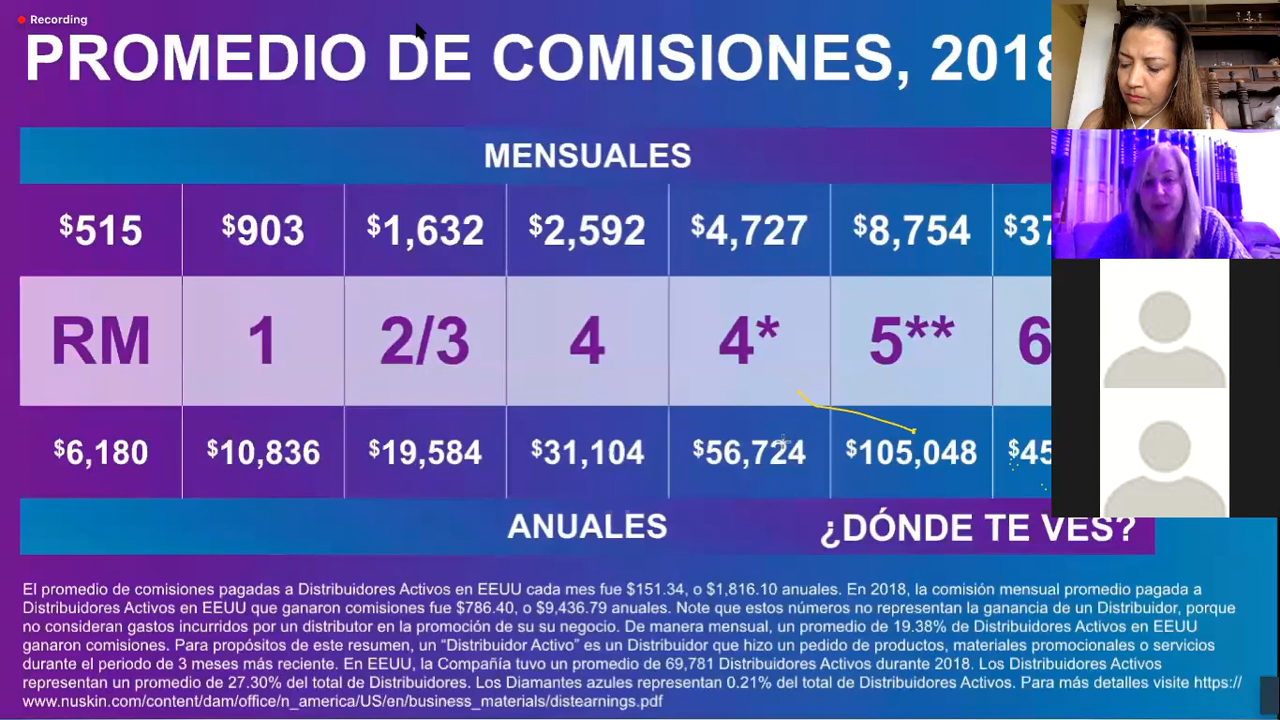 Recording
PROMEDIO DE COMISIONES, 2018
MENSUALES
$515 $903 $1,632 $2,592 $4,727 $8,754 $37
RM 1 2/3 4 4* 5** 6
$6,180 $10,836 $19,584 $31,104 $56,724 $105,048 $45
ANUALES ¿DÓNDE TE VES?
El promedio de comisiones pagadas a Distribuidores Activos en EEUU cada mes fue $151.34, o $1,816.10 anuales. En 2018, la comisión mensual promedio pagada a
Distribuidores Activos en EEUU que ganaron comisiones fue $786.40, o $9,436.79 anuales. Note que estos números no representan la ganancia de un Distribuidor, porque
no consideran gastos incurridos por un distributor en la promoción de su su negocio. De manera mensual, un promedio de 19.38% de Distribuidores Activos en EEUU
ganaron comisiones. Para propósitos de este resumen, un “Distribuidor Activo” es un Distribuidor que hizo un pedido de productos, materiales promocionales o servicios
durante el periodo de 3 meses más reciente. En EEUU, la Compañía tuvo un promedio de 69,781 Distribuidores Activos durante 2018. Los Distribuidores Activos
representan un promedio de 27.30% del total de Distribuidores. Los Diamantes azules representan 0.21% del total de Distribuidores Activos. Para más detalles visite https://
www.nuskin.com/content/dam/office/n_america/US/en/business_materials/distearnings.pdf